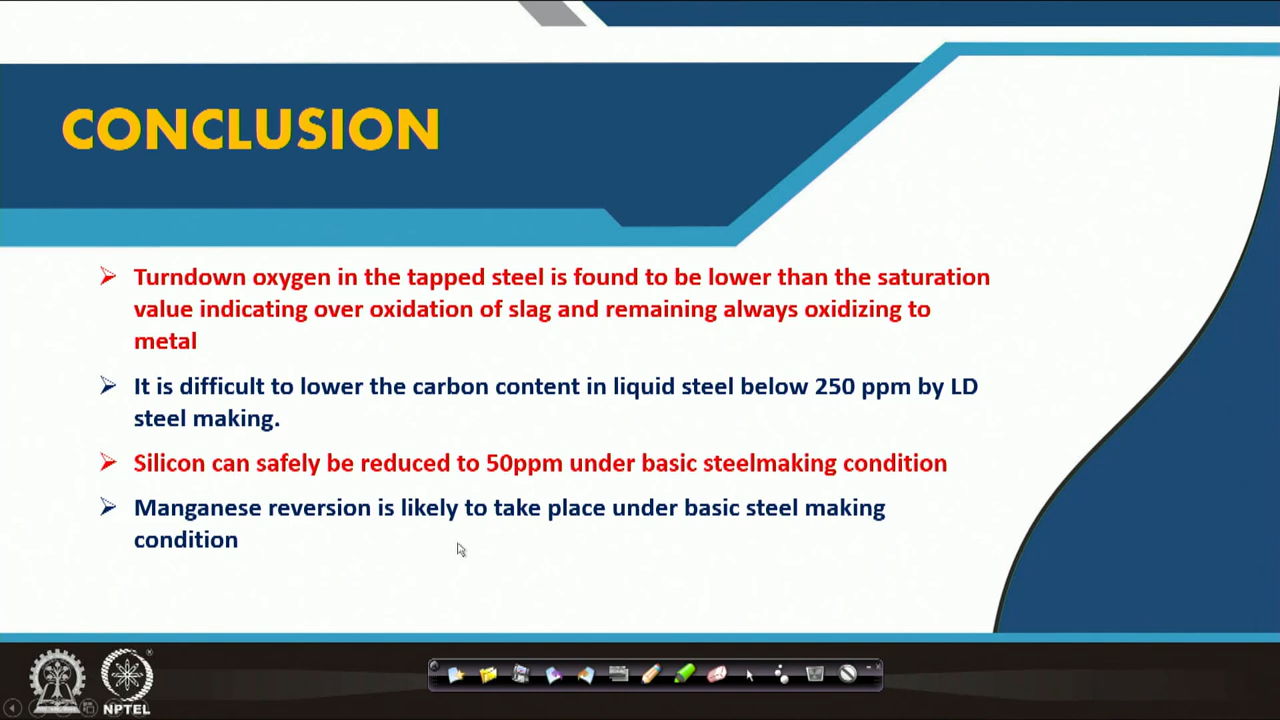 CONCLUSION
Turndown oxygen in the tapped steel is found to be lower than the saturation
value indicating over oxidation of slag and remaining always oxidizing to
metal
It is difficult to lower the carbon content in liquid steel below 250 ppm by LD
steel making.
Silicon can safely be reduced to 50ppm under basic steelmaking condition
Manganese reversion is likely to take place under basic steel making
condition
NPTEL